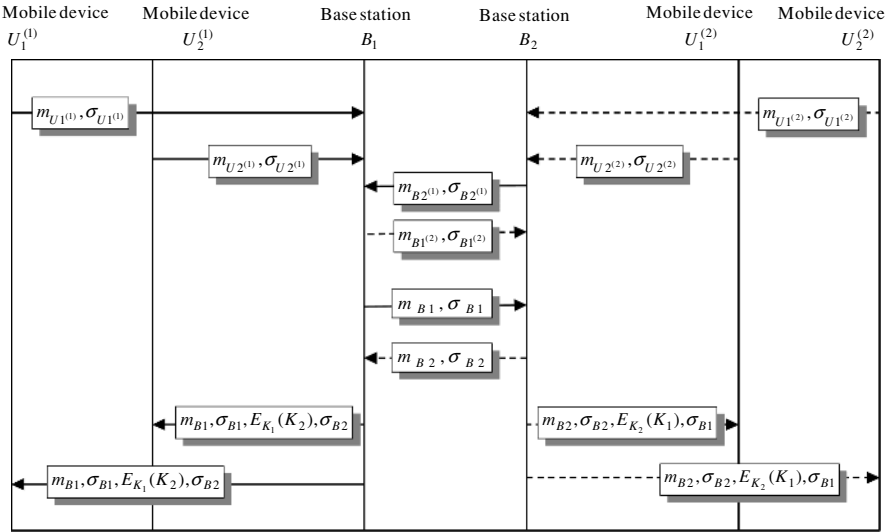 Mobile device Mobile device Base station Base station Mobile device Mobile device
U_1^{(1)} U_2^{(1)} B_1 B_2 U_1^{(2)} U_2^{(2)}
m_{U1^{(1)}}, σ_{U1^{(1)}} m_{U1^{(2)}}, σ_{U1^{(2)}}
m_{U2^{(1)}}, σ_{U2^{(1)}} m_{U2^{(2)}}, σ_{U2^{(2)}}
m_{B2^{(1)}}, σ_{B2^{(1)}}
m_{B1^{(2)}}, σ_{B1^{(2)}}
m_{B1}, σ_{B1}
m_{B2}, σ_{B2}
m_{B1}, σ_{B1}, E_{K_1}(K_2), σ_{B2} m_{B2}, σ_{B2}, E_{K_2}(K_1), σ_{B1}
m_{B1}, σ_{B1}, E_{K_1}(K_2), σ_{B2} m_{B2}, σ_{B2}, E_{K_2}(K_1), σ_{B1}